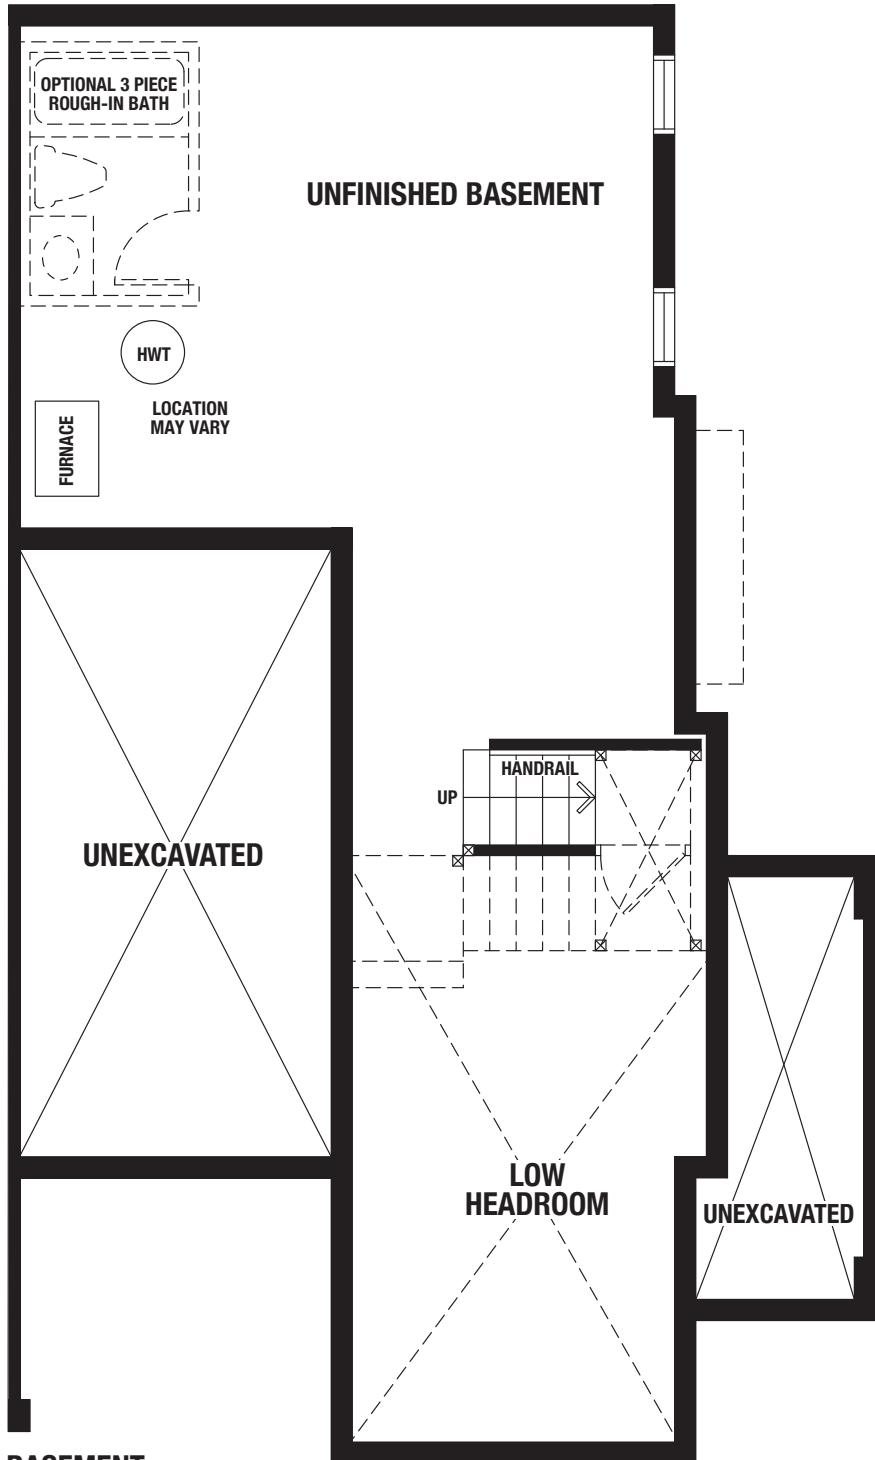 OPTIONAL 3 PIECE
ROUGH-IN BATH
UNFINISHED BASEMENT
HWT
LOCATION
MAY VARY
FURNACE
HANDRAIL
UP
UNEXCAVATED
LOW
HEADROOM
UNEXCAVATED
BASEMENT